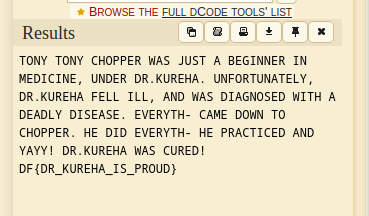 ★ BROWSE THE FULL DCODE TOOLS' LIST
Results
TONY TONY CHOPPER WAS JUST A BEGINNER IN
MEDICINE, UNDER DR.KUREHA. UNFORTUNATELY,
DR.KUREHA FELL ILL, AND WAS DIAGNOSED WITH A
DEADLY DISEASE. EVERYTH- CAME DOWN TO
CHOPPER. HE DID EVERYTH- HE PRACTICED AND
YAYY! DR.KUREHA WAS CURED!
DF{DR_KUREHA_IS_PROUD}